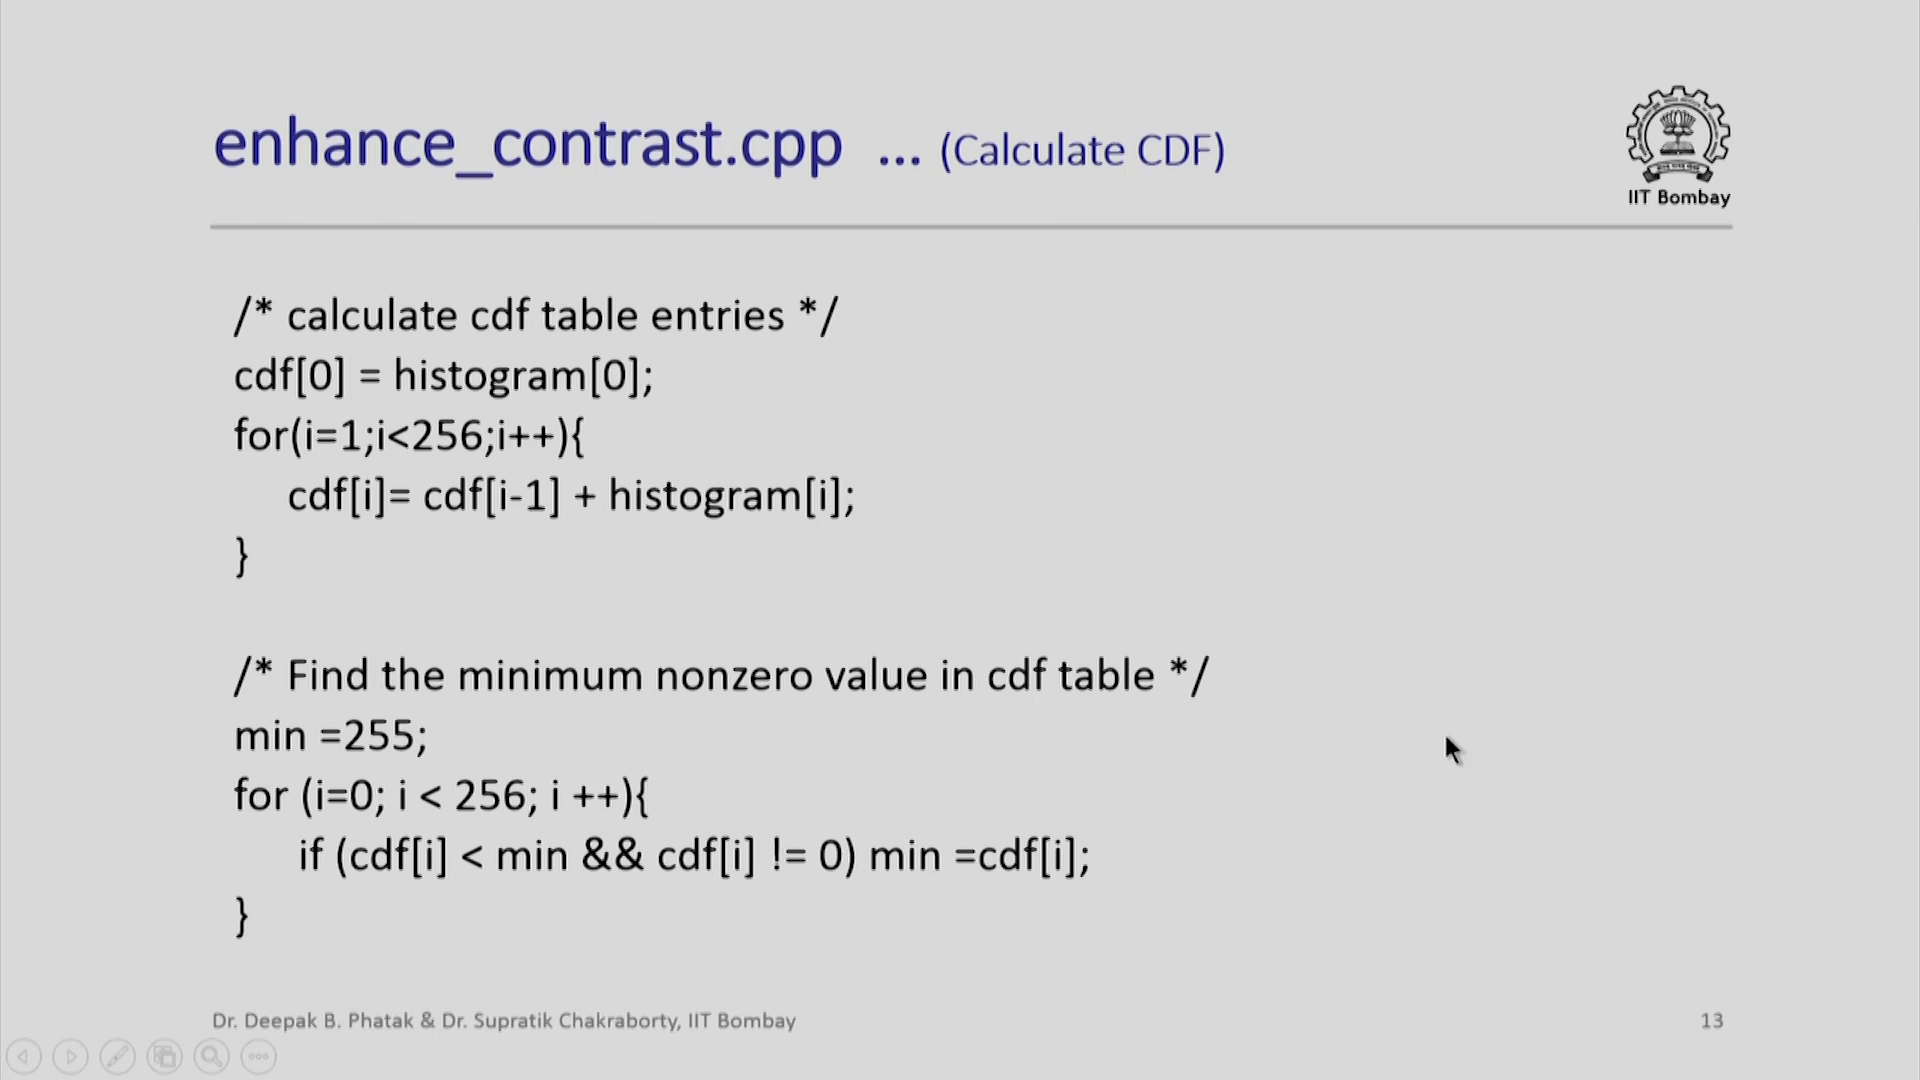 enhance_contrast.cpp ... (Calculate CDF)
IIT Bombay
/* calculate cdf table entries */
cdf[0] = histogram[0];
for(i=1;i<256;i++){
cdf[i]= cdf[i-1] + histogram[i];
}
/* Find the minimum nonzero value in cdf table */
min =255;
for (i=0; i < 256; i ++){
if (cdf[i] < min && cdf[i] != 0) min =cdf[i];
}
Dr. Deepak B. Phatak & Dr. Supratik Chakraborty, IIT Bombay
13